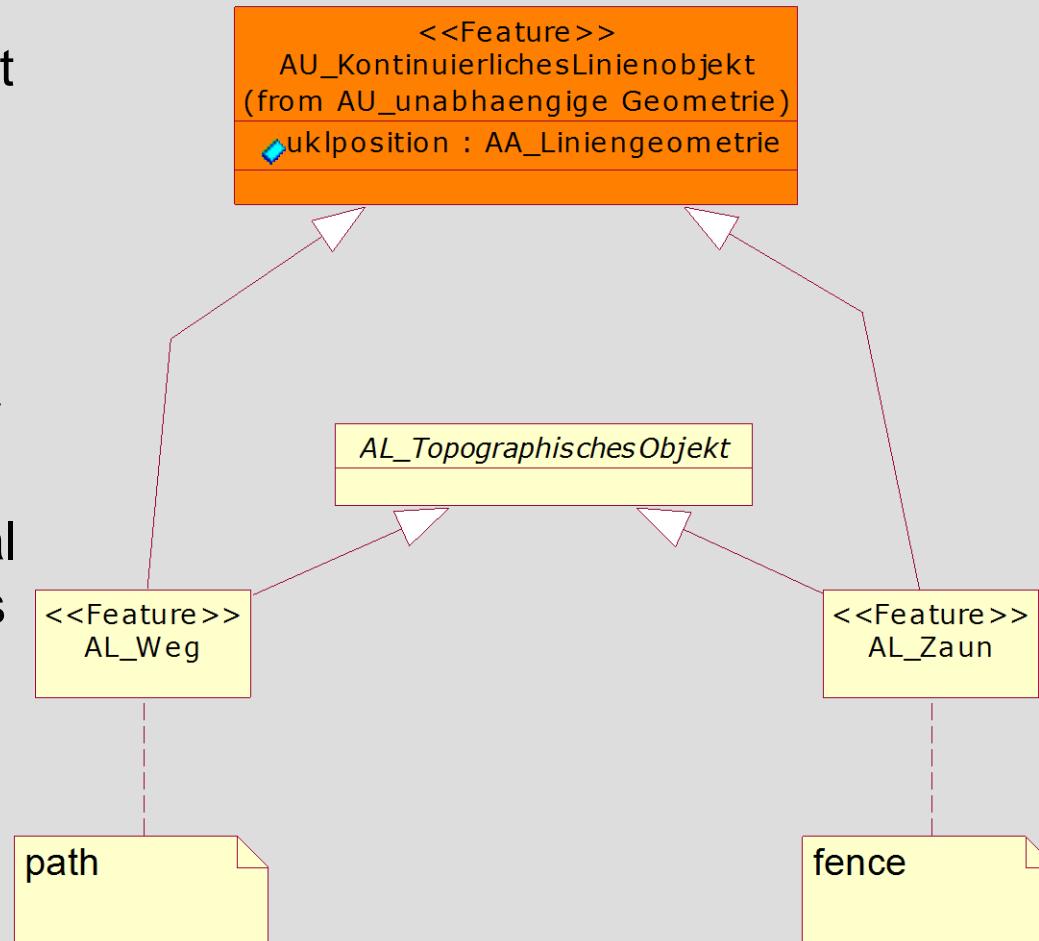 <<Feature>>
AU_KontinuierlichesLinienobjekt
(from AU_unabhaengige Geometrie)
uklposition : AA_Liniengeometrie
AL_TopographischesObjekt
<<Feature>>
AL_Weg
<<Feature>>
AL_Zaun
path
fence